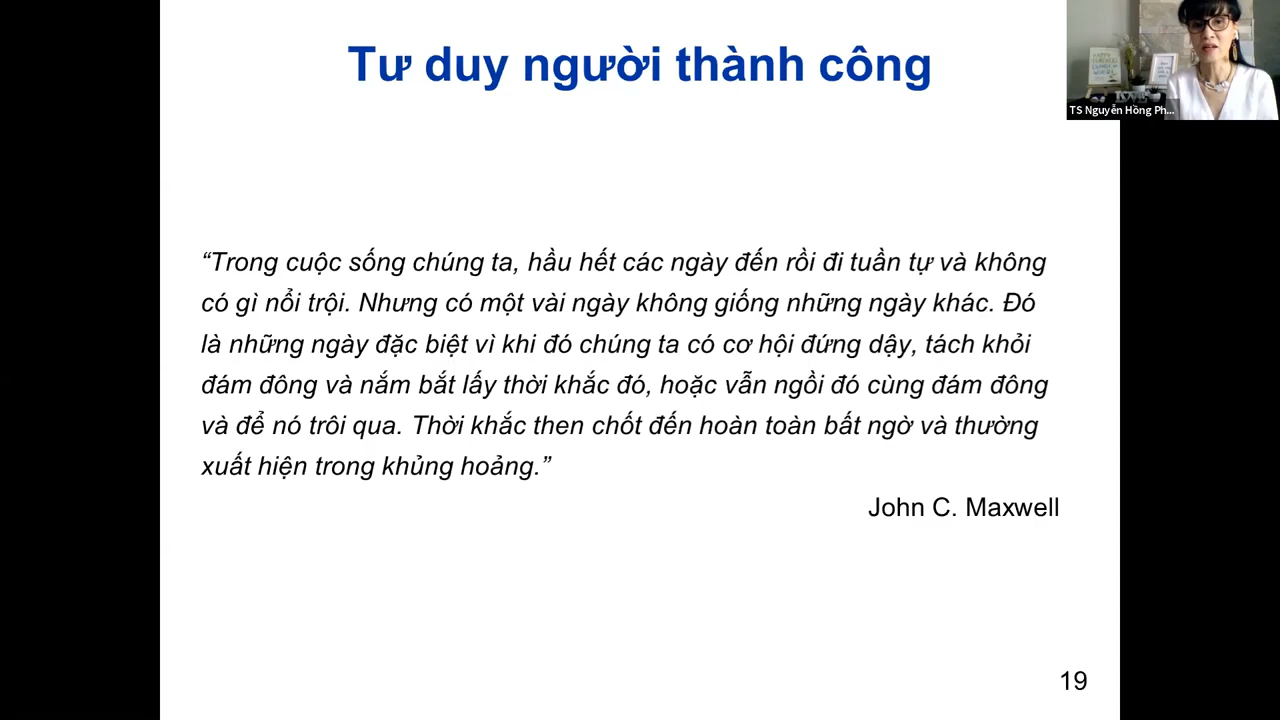 Tư duy người thành công
TS Nguyễn Hồng Ph...
“Trong cuộc sống chúng ta, hầu hết các ngày đến rồi đi tuần tự và không
có gì nổi trội. Nhưng có một vài ngày không giống những ngày khác. Đó
là những ngày đặc biệt vì khi đó chúng ta có cơ hội đứng dậy, tách khỏi
đám đông và nắm bắt lấy thời khắc đó, hoặc vẫn ngồi đó cùng đám đông
và để nó trôi qua. Thời khắc then chốt đến hoàn toàn bất ngờ và thường
xuất hiện trong khủng hoảng.”
John C. Maxwell
19